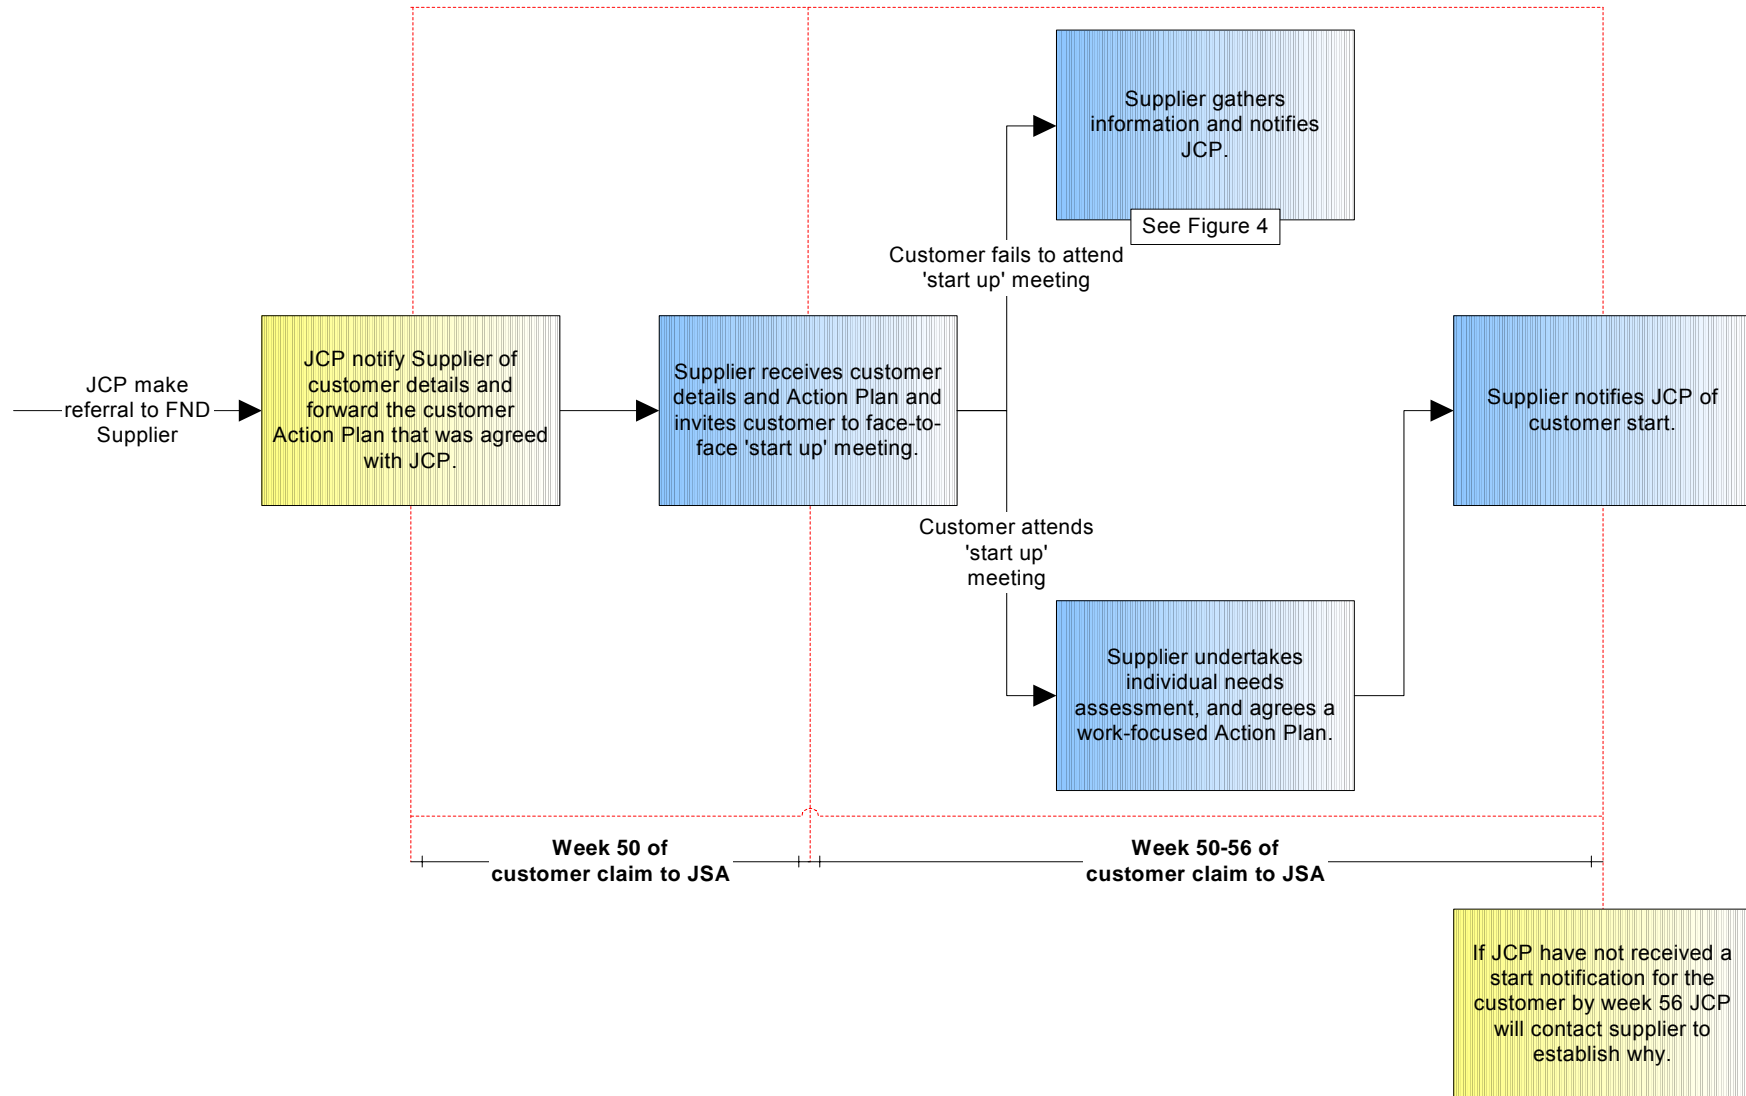 Supplier gathers
information and notifies
JCP.
See Figure 4
Customer fails to attend
'start up' meeting
JCP make
referral to FND
Supplier
JCP notify Supplier of
customer details and
forward the customer
Action Plan that was agreed
with JCP.
Supplier receives customer
details and Action Plan and
invites customer to face-to-
face 'start up' meeting.
Supplier notifies JCP of
customer start.
Customer attends
'start up'
meeting
Supplier undertakes
individual needs
assessment, and agrees a
work-focused Action Plan.
Week 50 of
customer claim to JSA
Week 50-56 of
customer claim to JSA
If JCP have not received a
start notification for the
customer by week 56 JCP
will contact supplier to
establish why.